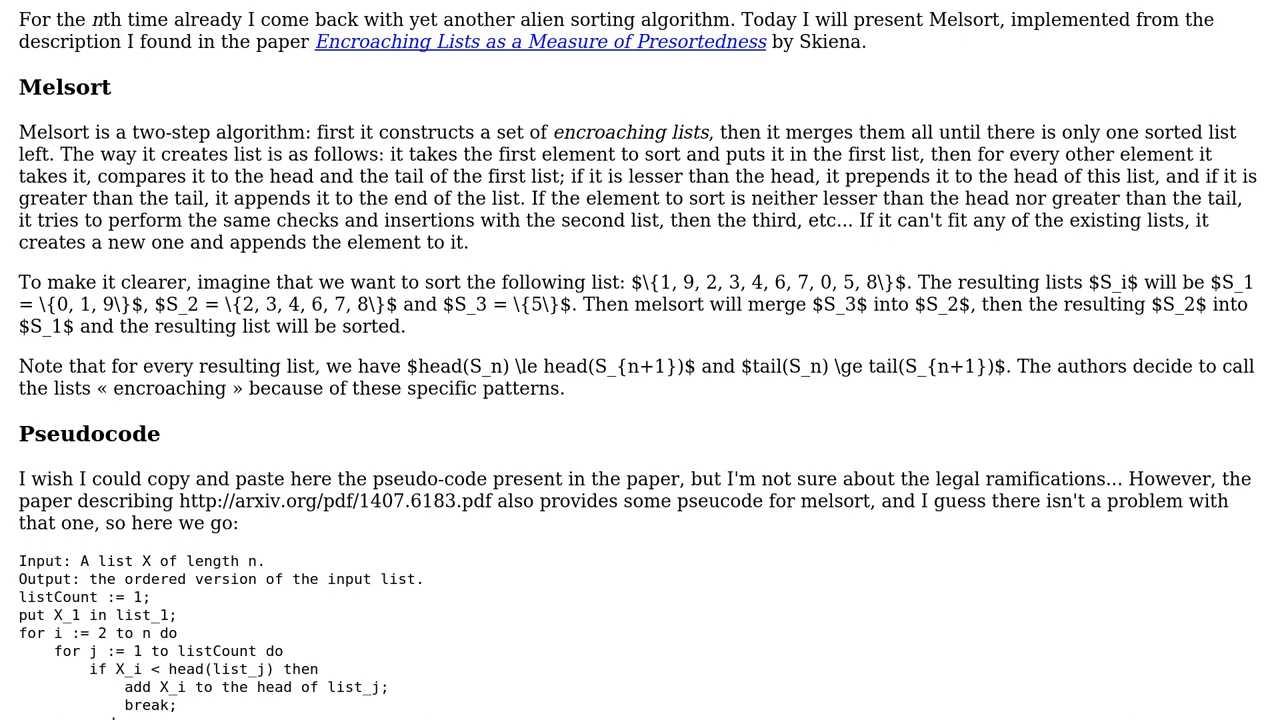 For the nth time already I come back with yet another alien sorting algorithm. Today I will present Melsort, implemented from the
description I found in the paper Encroaching Lists as a Measure of Presortedness by Skiena.
Melsort
Melsort is a two-step algorithm: first it constructs a set of encroaching lists, then it merges them all until there is only one sorted list
left. The way it creates list is as follows: it takes the first element to sort and puts it in the first list, then for every other element it
takes it, compares it to the head and the tail of the first list; if it is lesser than the head, it prepends it to the head of this list, and if it is
greater than the tail, it appends it to the end of the list. If the element to sort is neither lesser than the head nor greater than the tail,
it tries to perform the same checks and insertions with the second list, then the third, etc... If it can't fit any of the existing lists, it
creates a new one and appends the element to it.
To make it clearer, imagine that we want to sort the following list: $\{1, 9, 2, 3, 4, 6, 7, 0, 5, 8\}$. The resulting lists $S_i$ will be $S_1
= \{0, 1, 9\}$, $S_2 = \{2, 3, 4, 6, 7, 8\}$ and $S_3 = \{5\}$. Then melsort will merge $S_3$ into $S_2$, then the resulting $S_2$ into
$S_1$ and the resulting list will be sorted.
Note that for every resulting list, we have $head(S_n) \le head(S_{n+1})$ and $tail(S_n) \ge tail(S_{n+1})$. The authors decide to call
the lists « encroaching » because of these specific patterns.
Pseudocode
I wish I could copy and paste here the pseudo-code present in the paper, but I'm not sure about the legal ramifications... However, the
paper describing http://arxiv.org/pdf/1407.6183.pdf also provides some pseucode for melsort, and I guess there isn't a problem with
that one, so here we go:
Input: A list X of length n.
Output: the ordered version of the input list.
listCount := 1;
put X_1 in list_1;
for i := 2 to n do
    for j := 1 to listCount do
        if X_i < head(list_j) then
            add X_i to the head of list_j;
            break;